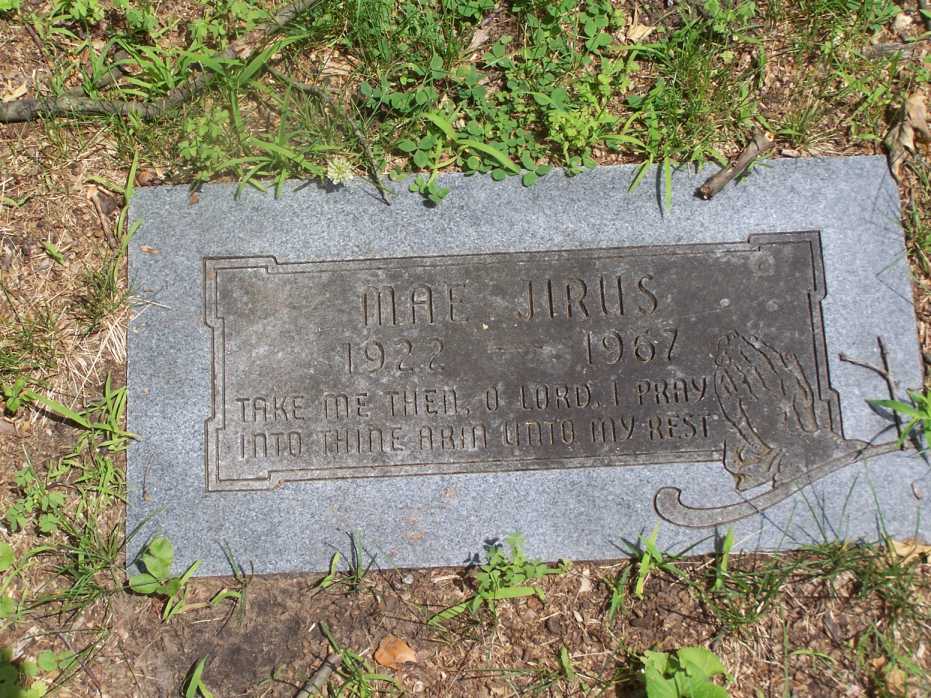 MAE JIRUS
1922 — 1967
TAKE ME THEN, O LORD, I PRAY
INTO THINE ARM UNTO MY REST